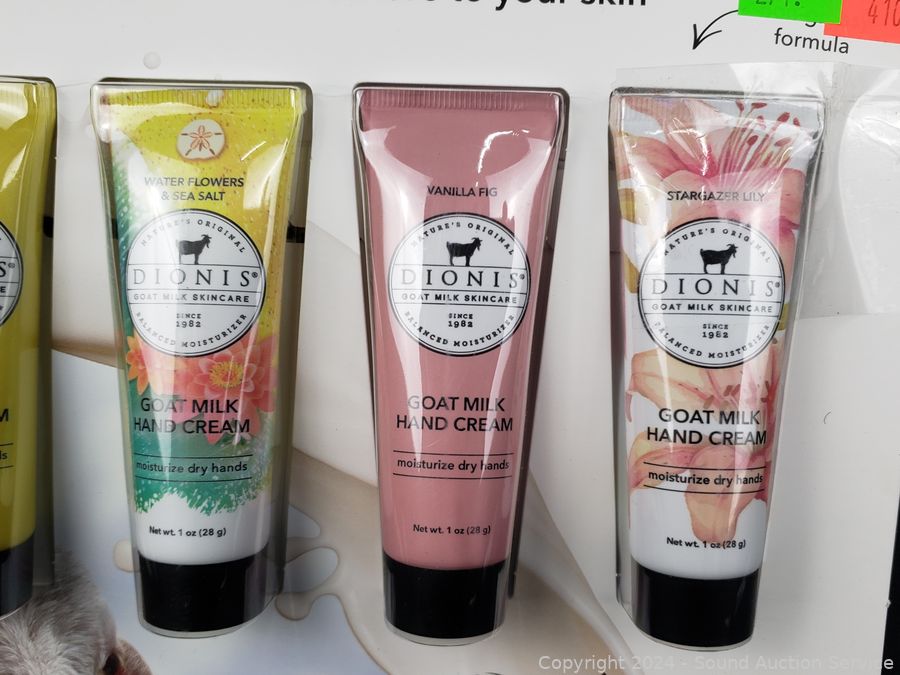 to your skin
410
formula
WATER FLOWERS
& SEA SALT
NATURE'S ORIGINAL
DIONIS®
GOAT MILK SKINCARE
SINCE
1982
BALANCED MOISTURIZER
GOAT MILK
HAND CREAM
moisturize dry hands
Net wt. 1 oz (28 g)
VANILLA FIG
NATURE'S ORIGINAL
DIONIS®
GOAT MILK SKINCARE
SINCE
1982
BALANCED MOISTURIZER
GOAT MILK
HAND CREAM
moisturize dry hands
Net wt. 1 oz (28 g)
STARGAZER LILY
NATURE'S ORIGINAL
DIONIS®
GOAT MILK SKINCARE
SINCE
1982
BALANCED MOISTURIZER
GOAT MILK
HAND CREAM
moisturize dry hands
Net wt. 1 oz (28 g)
Copyright 2024 - Sound Auction Service